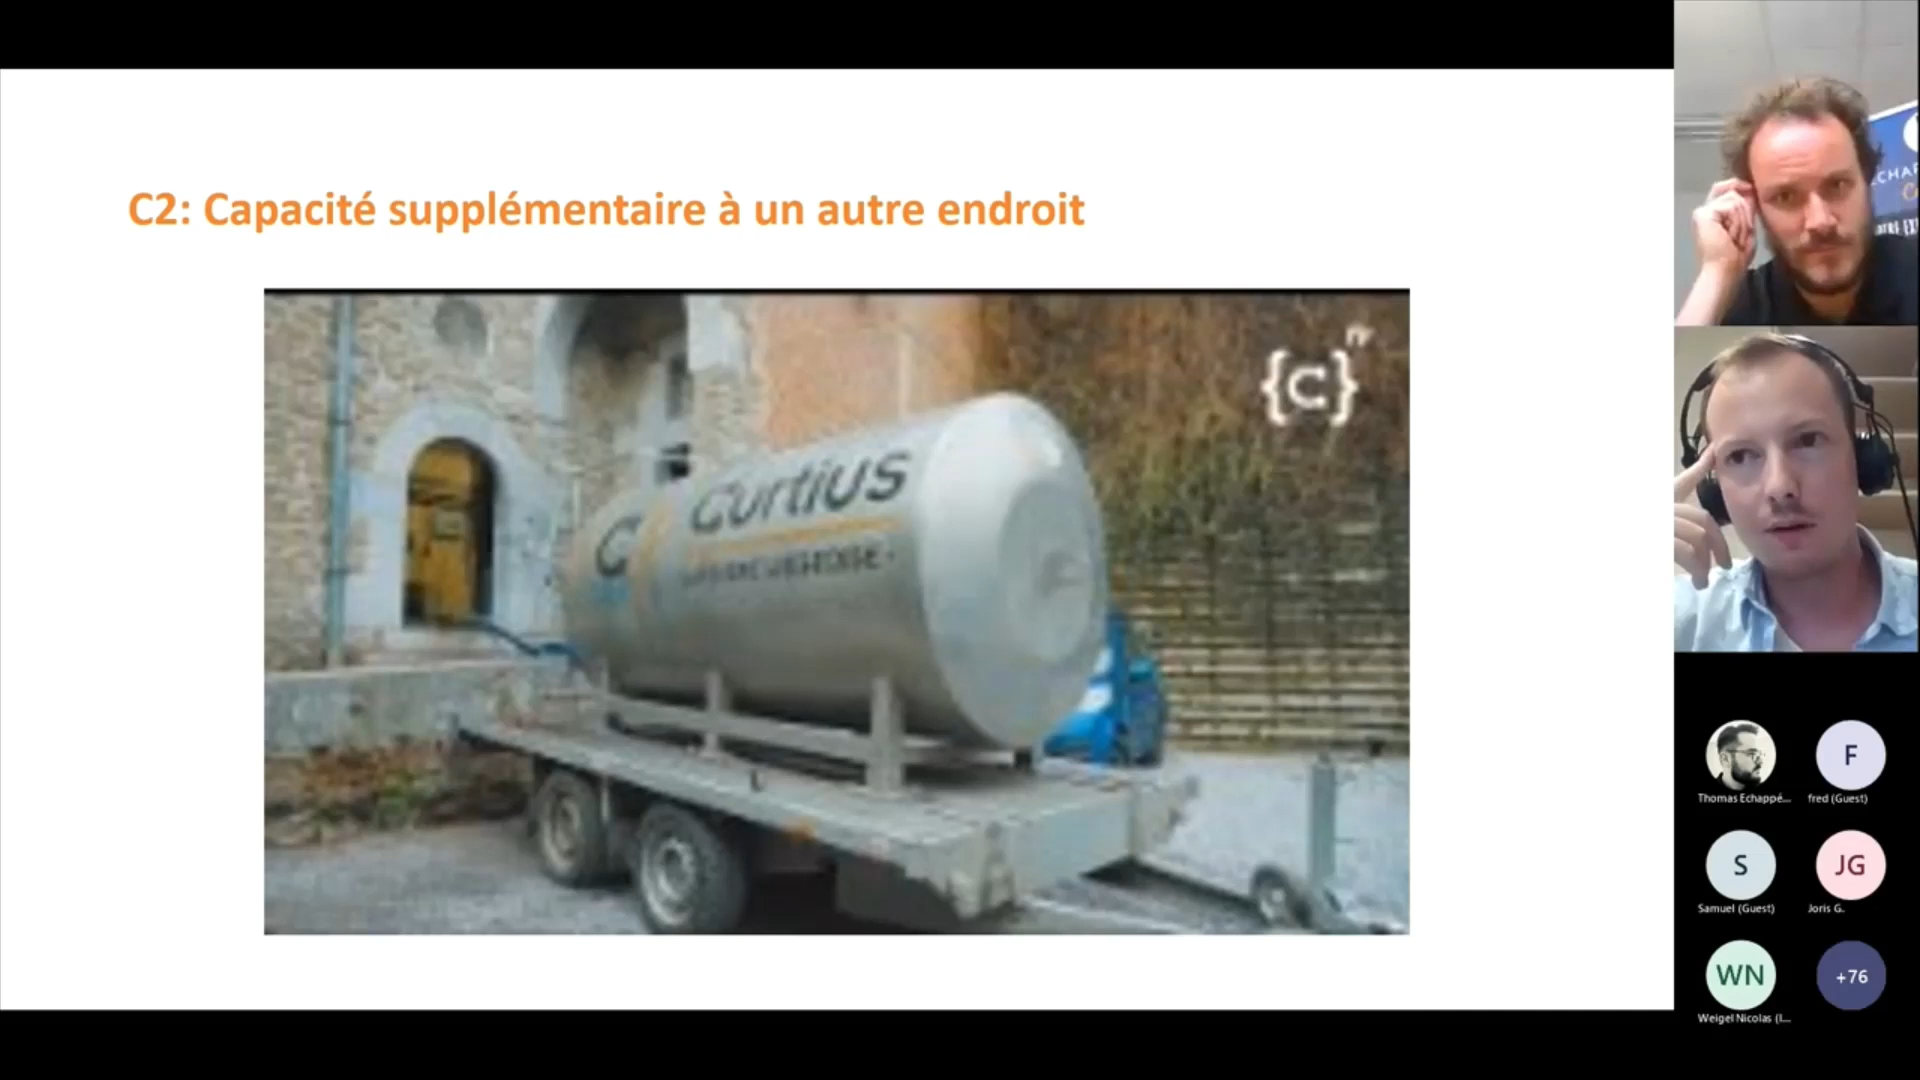 C2: Capacité supplémentaire à un autre endroit
{C}
Curtius
C
Thomas Echappé...
F
fred (Guest)
S
Samuel (Guest)
JG
Joris G.
WN
Weigel Nicolas (I...
+76